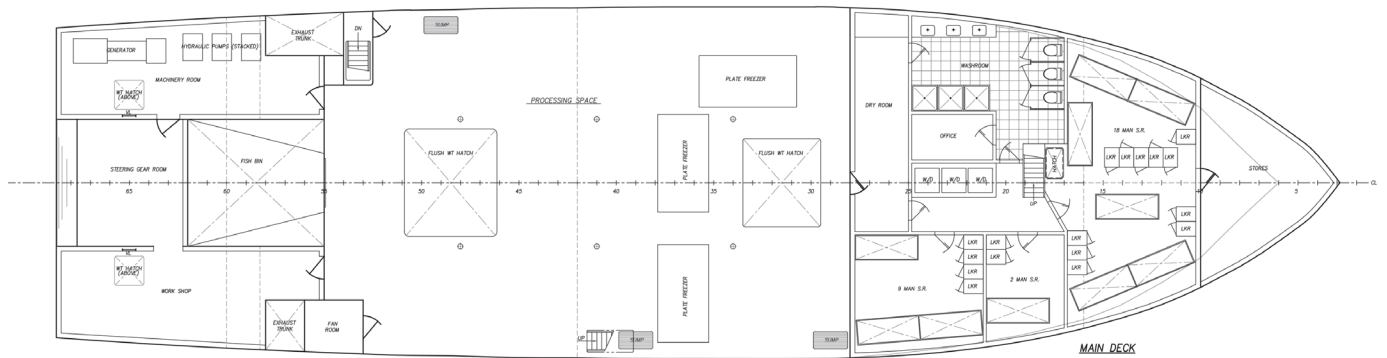 SUMP
EXHAUST
TRUNK
DN
GENERATOR
HYDRAULIC PUMPS (STACKED)
MACHINERY ROOM
WT HATCH
(ABOVE)
VL
PROCESSING SPACE
PLATE FREEZER
WASHROOM
DRY ROOM
OFFICE
18 MAN S.R.
LKR
LKR
LKR
LKR
LKR
LKR
LKR
HATCH
STEERING GEAR ROOM
FISH BIN
FLUSH WT HATCH
PLATE FREEZER
FLUSH WT HATCH
W/D
W/D
W/D
STORES
65
60
55
50
45
40
35
30
25
20
15
10
5
CL
UP
LKR
LKR
LKR
LKR
LKR
LKR
LKR
LKR
LKR
LKR
LKR
VL
WT HATCH
(ABOVE)
WORK SHOP
EXHAUST
TRUNK
FAN
ROOM
PLATE FREEZER
9 MAN S.R.
2 MAN S.R.
UP
SUMP
SUMP
MAIN DECK